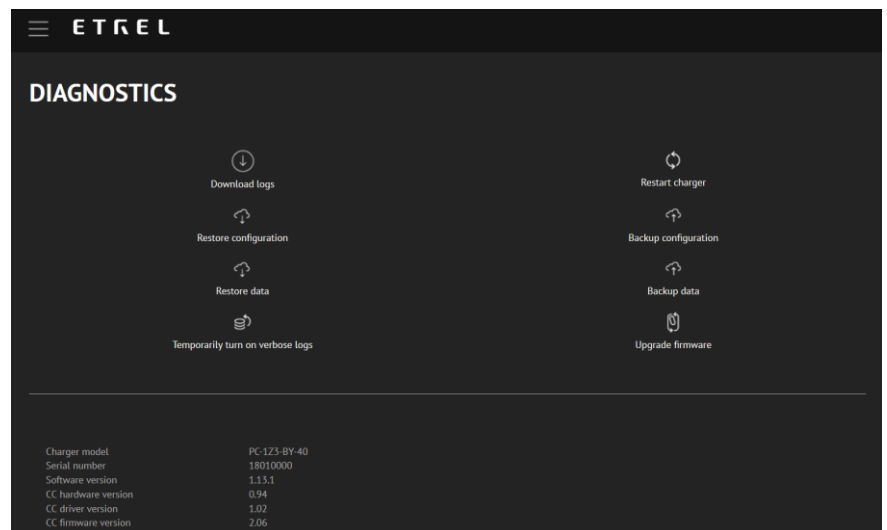 ETREL
DIAGNOSTICS
Download logs
Restart charger
Restore configuration
Backup configuration
Restore data
Backup data
Temporarily turn on verbose logs
Upgrade firmware
Charger model PC-1Z3-BY-40
Serial number 18010000
Software version 1.13.1
CC hardware version 0.94
CC driver version 1.02
CC firmware version 2.06